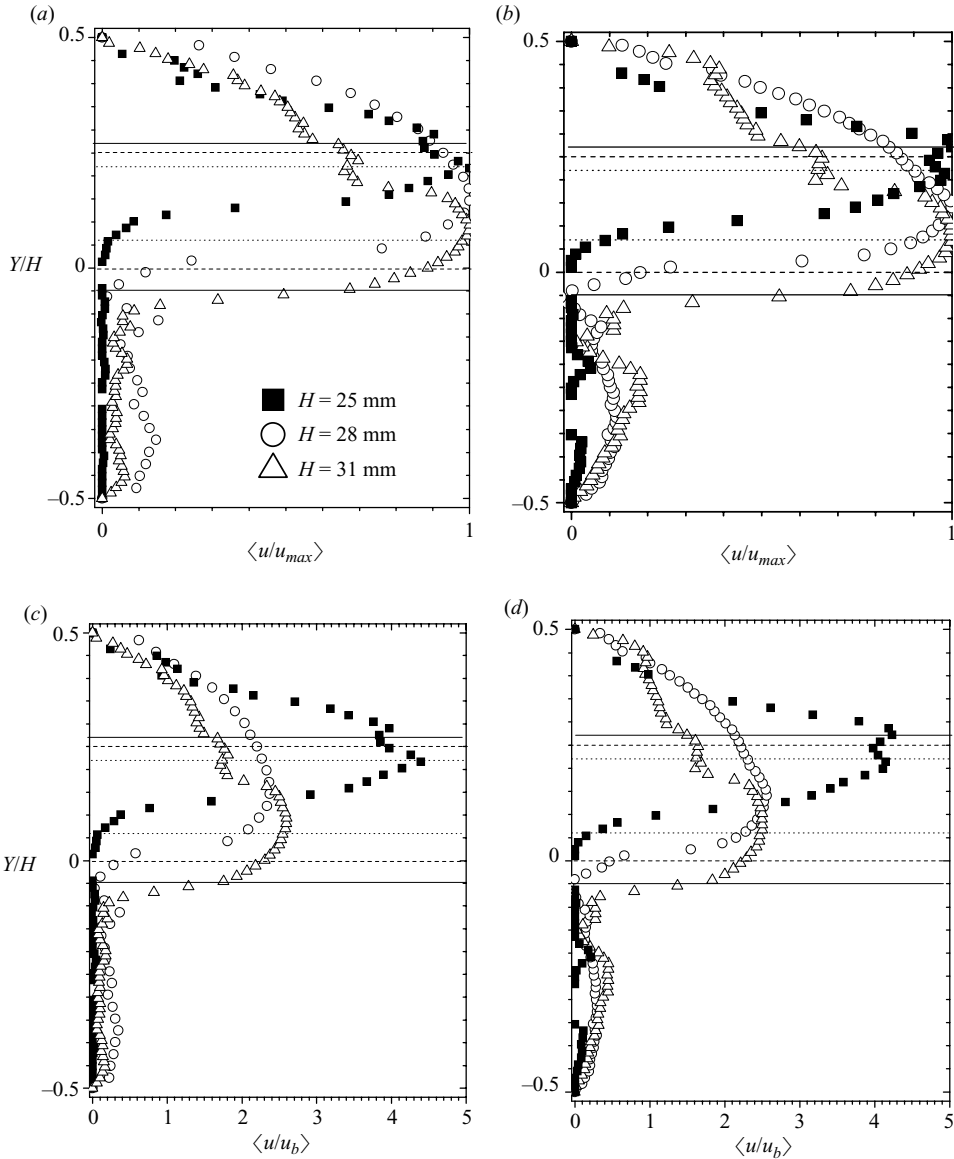 (a)
(b)
0.5
0.5
Y/H
0
0
H = 25 mm
H = 28 mm
H = 31 mm
–0.5
–0.5
0
1
0
1
⟨u/u_max⟩
⟨u/u_max⟩
(c)
(d)
0.5
0.5
Y/H
0
0
–0.5
–0.5
0 1 2 3 4 5
0 1 2 3 4 5
⟨u/u_b⟩
⟨u/u_b⟩